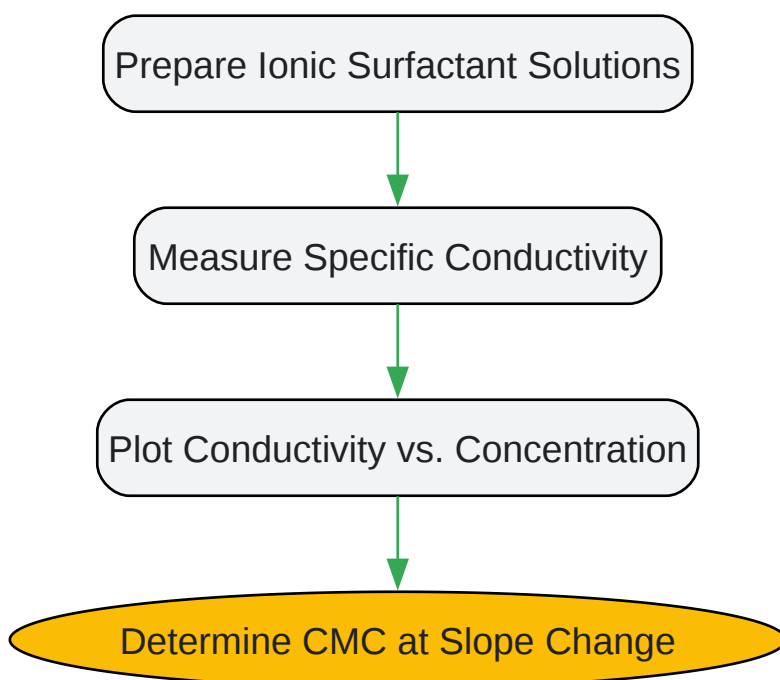 Prepare Ionic Surfactant Solutions
Measure Specific Conductivity
Plot Conductivity vs. Concentration
Determine CMC at Slope Change